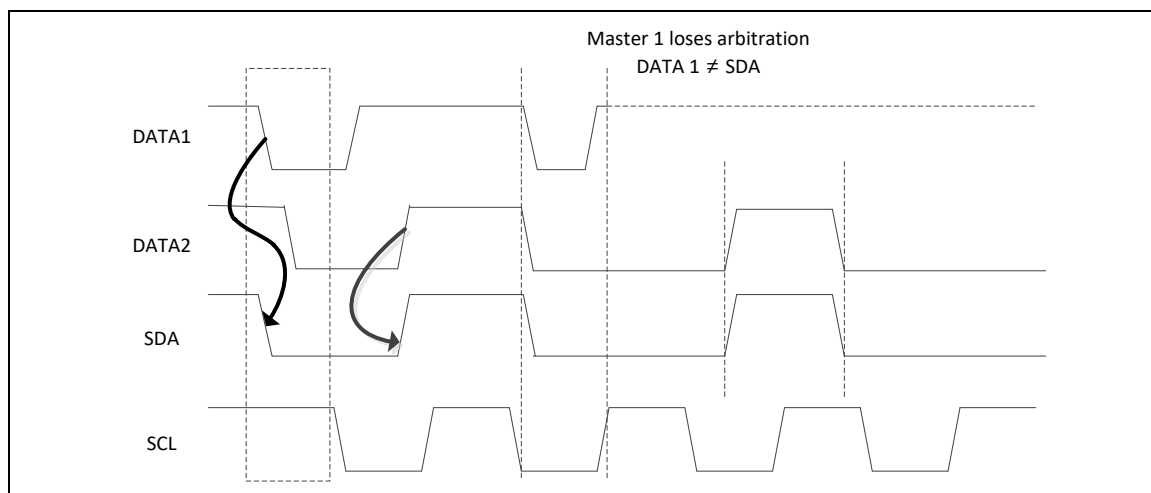 Master 1 loses arbitration
DATA 1 ≠ SDA
DATA1
DATA2
SDA
SCL